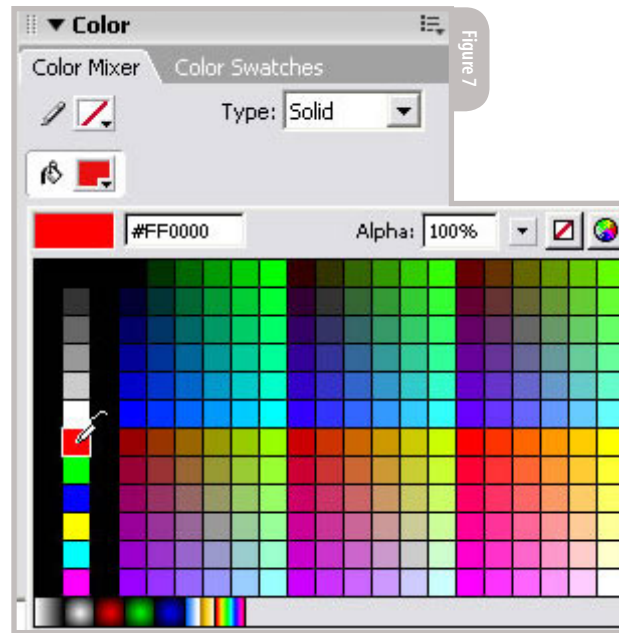 Color
Figure 7
Color Mixer Color Swatches
Type: Solid
#FF0000 Alpha: 100%